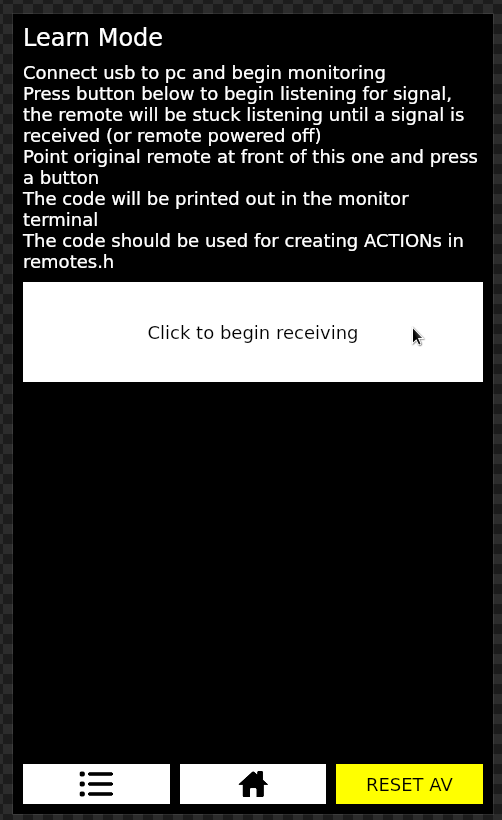 Learn Mode
Connect usb to pc and begin monitoring
Press button below to begin listening for signal,
the remote will be stuck listening until a signal is
received (or remote powered off)
Point original remote at front of this one and press
a button
The code will be printed out in the monitor
terminal
The code should be used for creating ACTIONs in
remotes.h
Click to begin receiving
RESET AV